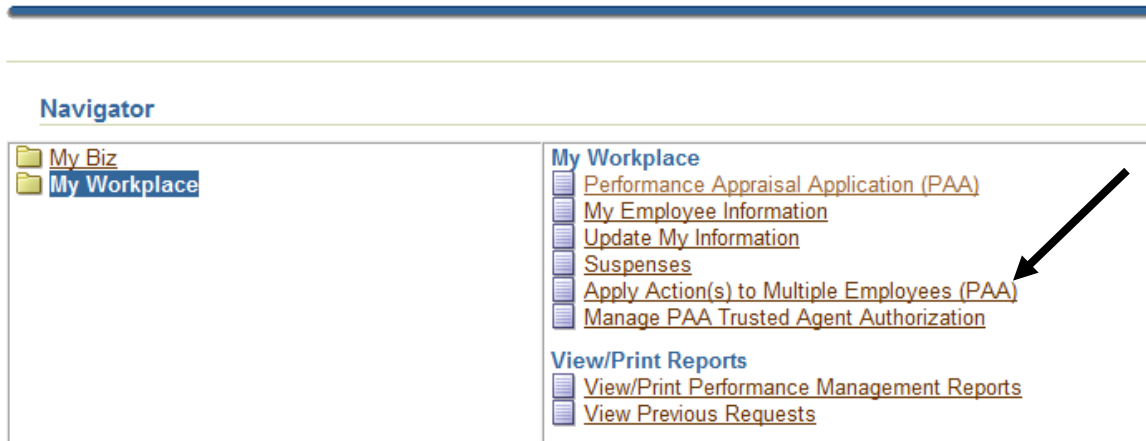 Navigator
My Biz
My Workplace
My Workplace
Performance Appraisal Application (PAA)
My Employee Information
Update My Information
Suspenses
Apply Action(s) to Multiple Employees (PAA)
Manage PAA Trusted Agent Authorization
View/Print Reports
View/Print Performance Management Reports
View Previous Requests